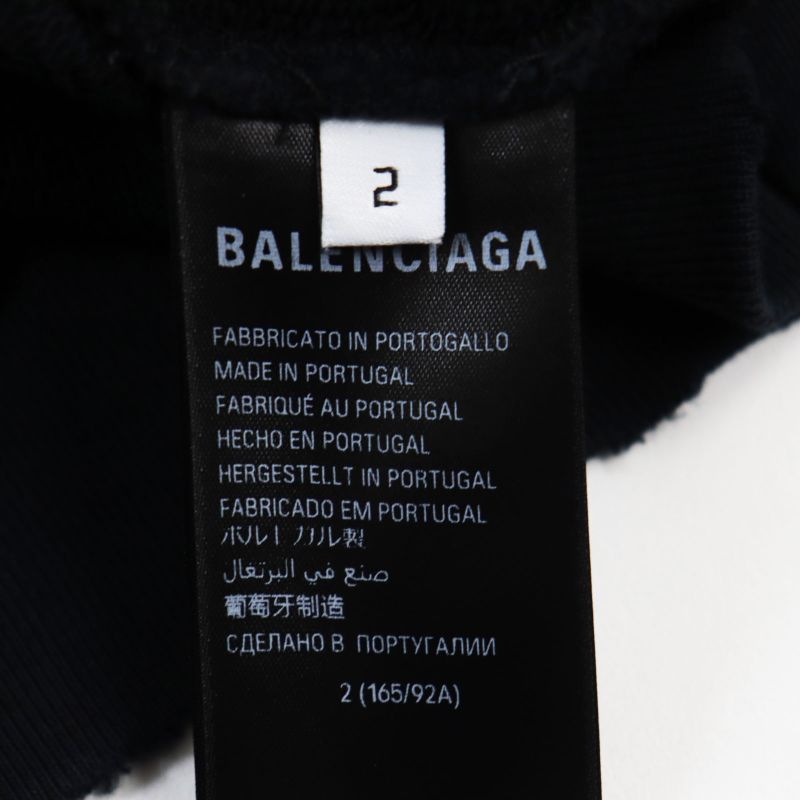 2
BALENCIAGA
FABBRICATO IN PORTOGALLO
MADE IN PORTUGAL
FABRIQUÉ AU PORTUGAL
HECHO EN PORTUGAL
HERGESTELLT IN PORTUGAL
FABRICADO EM PORTUGAL
ポルトガル製
صنع في البرتغال
葡萄牙制造
СДЕЛАНО В ПОРТУГАЛИИ
2 (165/92A)